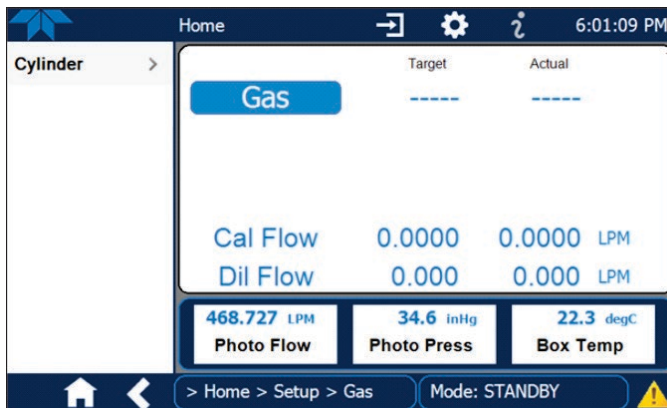 Home 6:01:09 PM
Cylinder >
Target Actual
Gas ----- -----
Cal Flow 0.0000 0.0000 LPM
Dil Flow 0.000 0.000 LPM
468.727 LPM 34.6 inHg 22.3 degC
Photo Flow Photo Press Box Temp
> Home > Setup > Gas Mode: STANDBY